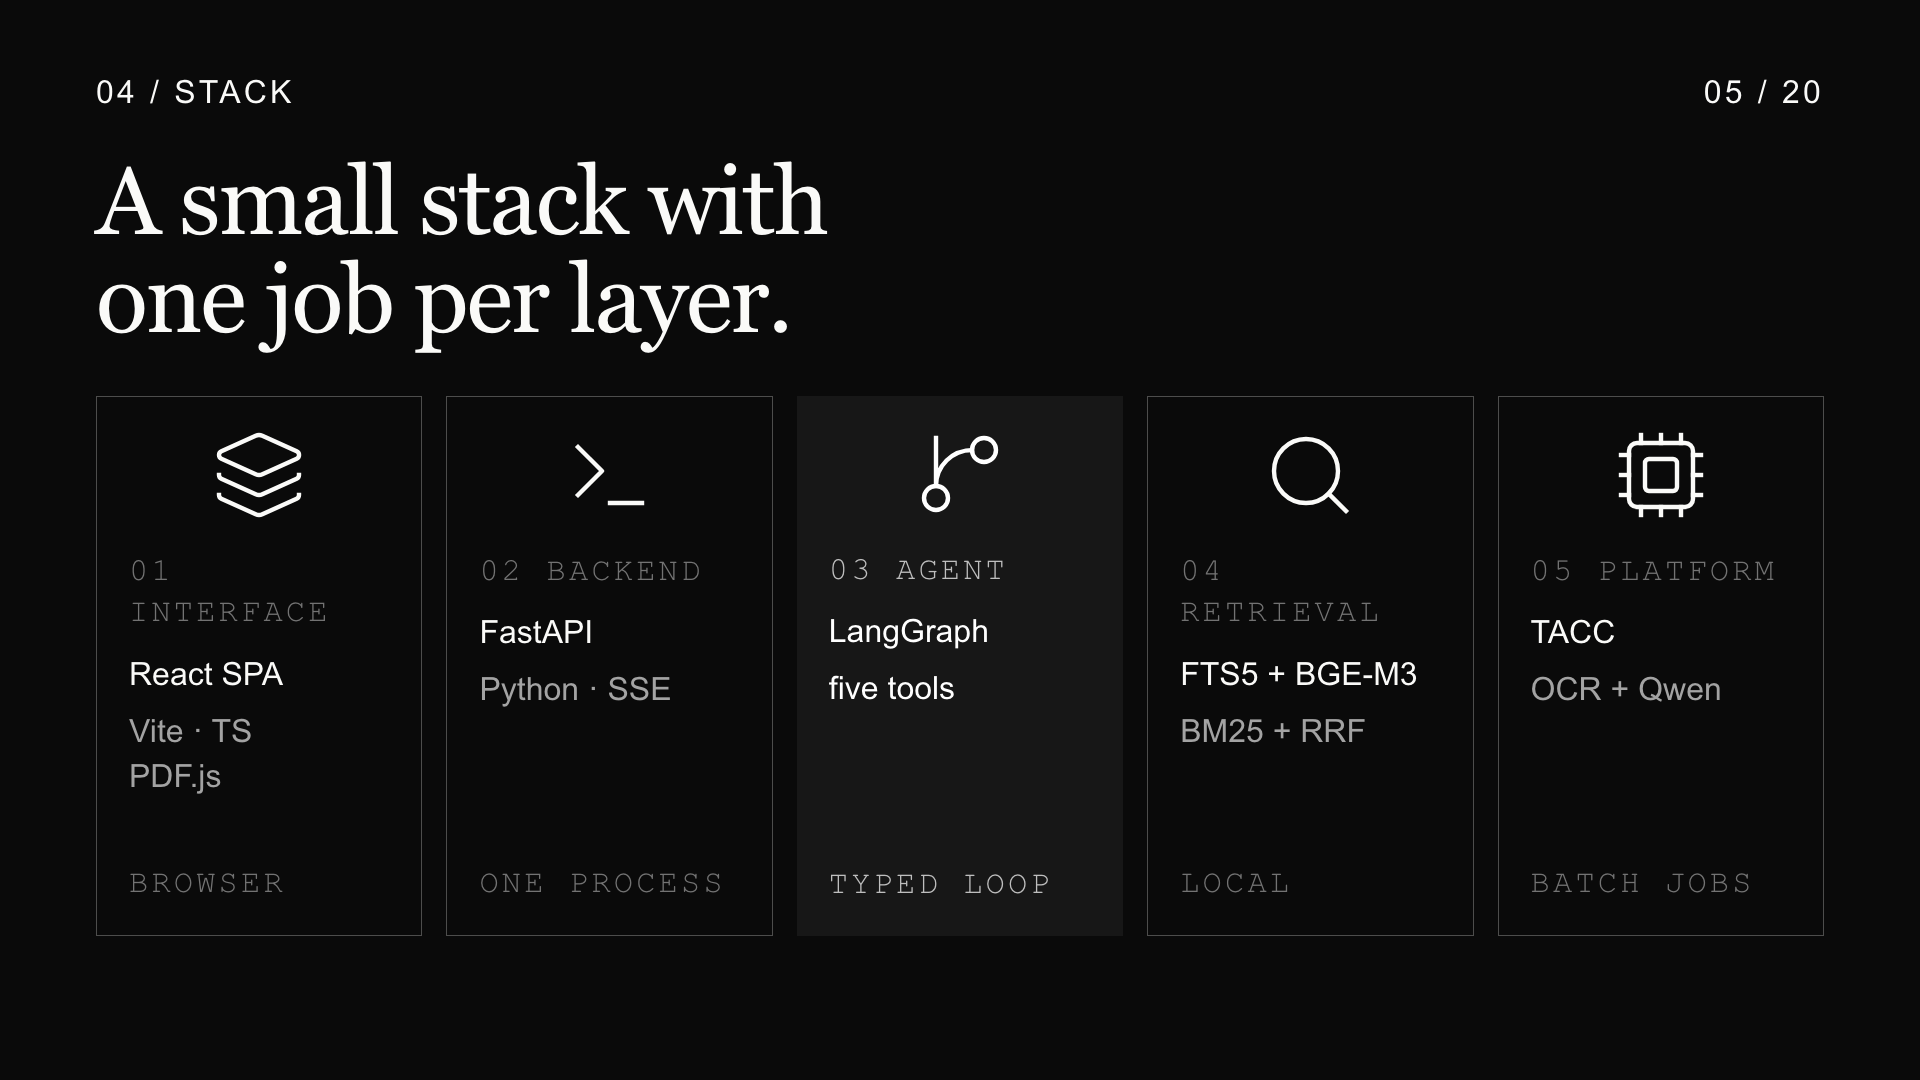 04 / STACK
05 / 20
A small stack with
one job per layer.
01
INTERFACE
React SPA
Vite · TS
PDF.js
BROWSER
02 BACKEND
FastAPI
Python · SSE
ONE PROCESS
03 AGENT
LangGraph
five tools
TYPED LOOP
04
RETRIEVAL
FTS5 + BGE-M3
BM25 + RRF
LOCAL
05 PLATFORM
TACC
OCR + Qwen
BATCH JOBS